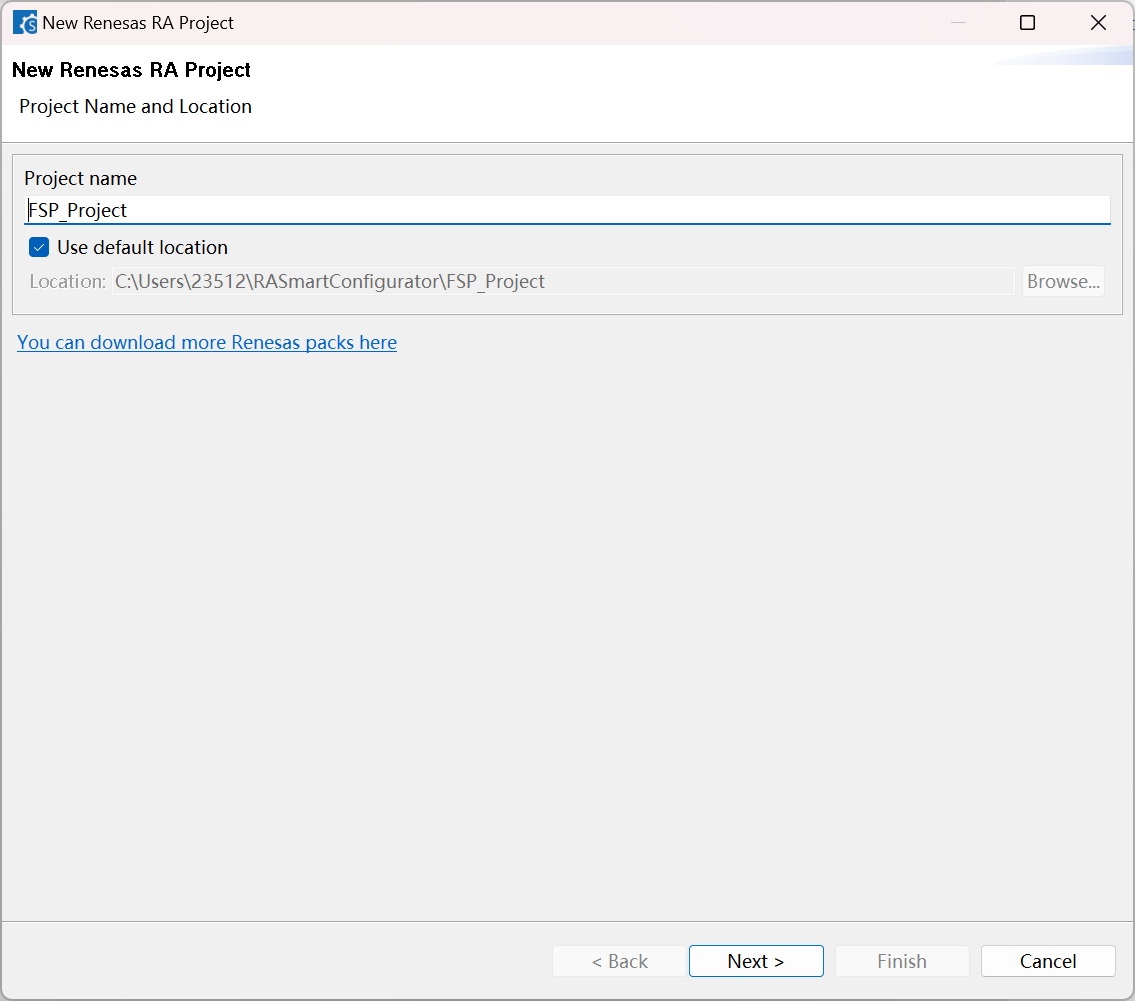 New Renesas RA Project
New Renesas RA Project
Project Name and Location
Project name
FSP_Project
Use default location
Location: C:\Users\23512\RASmartConfigurator\FSP_Project Browse...
You can download more Renesas packs here
< Back Next > Finish Cancel